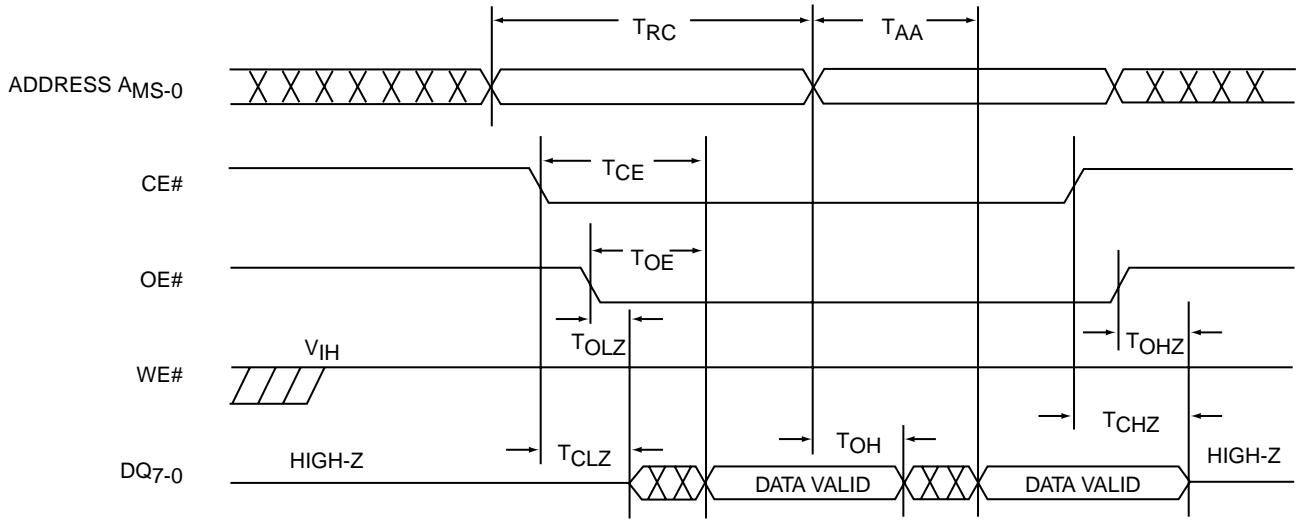 TRC
TAA
ADDRESS AMS-0
TCE
CE#
TOE
OE#
TOLZ
TOHZ
VIH
WE#
TCLZ
TOH
TCHZ
HIGH-Z
HIGH-Z
DQ7-0
DATA VALID
DATA VALID